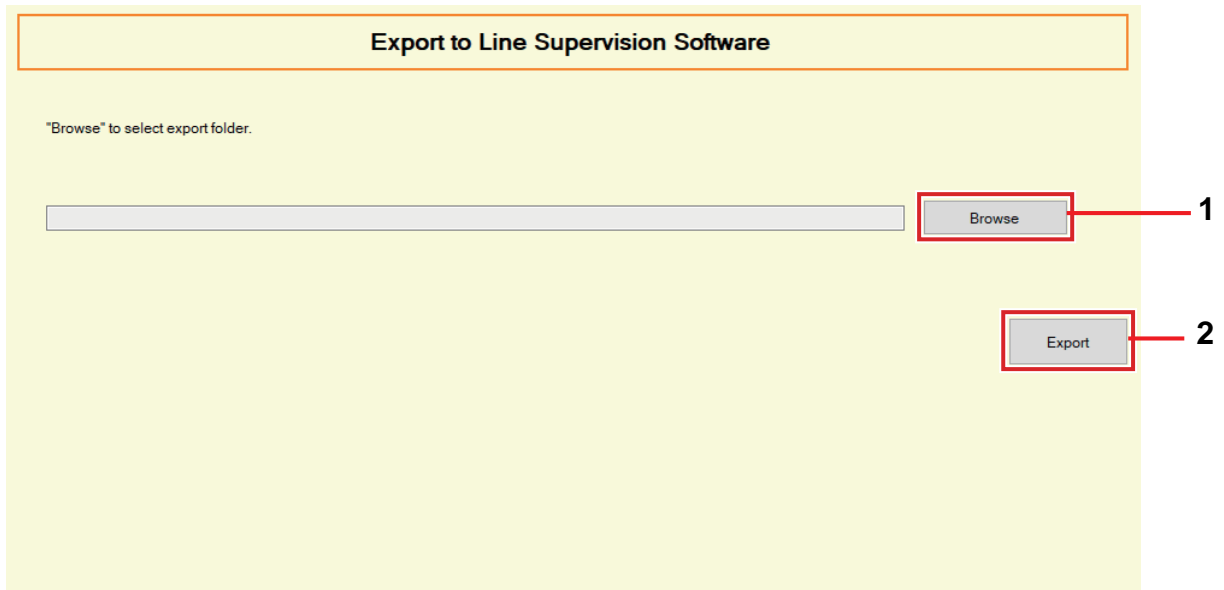 Export to Line Supervision Software
"Browse" to select export folder.
Browse
1
Export
2